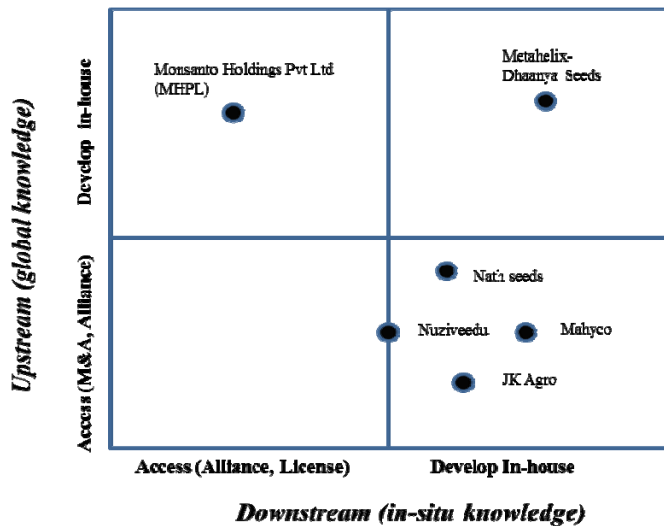 Monsanto Holdings Pvt Ltd
(MHPL)
Metahelix-
Dhaanya Seeds
Nath seeds
Nuziveedu
Mahyco
JK Agro
Upstream (global knowledge)
Develop in-house
Access (M&A, Alliance)
Access (Alliance, License)
Develop In-house
Downstream (in-situ knowledge)